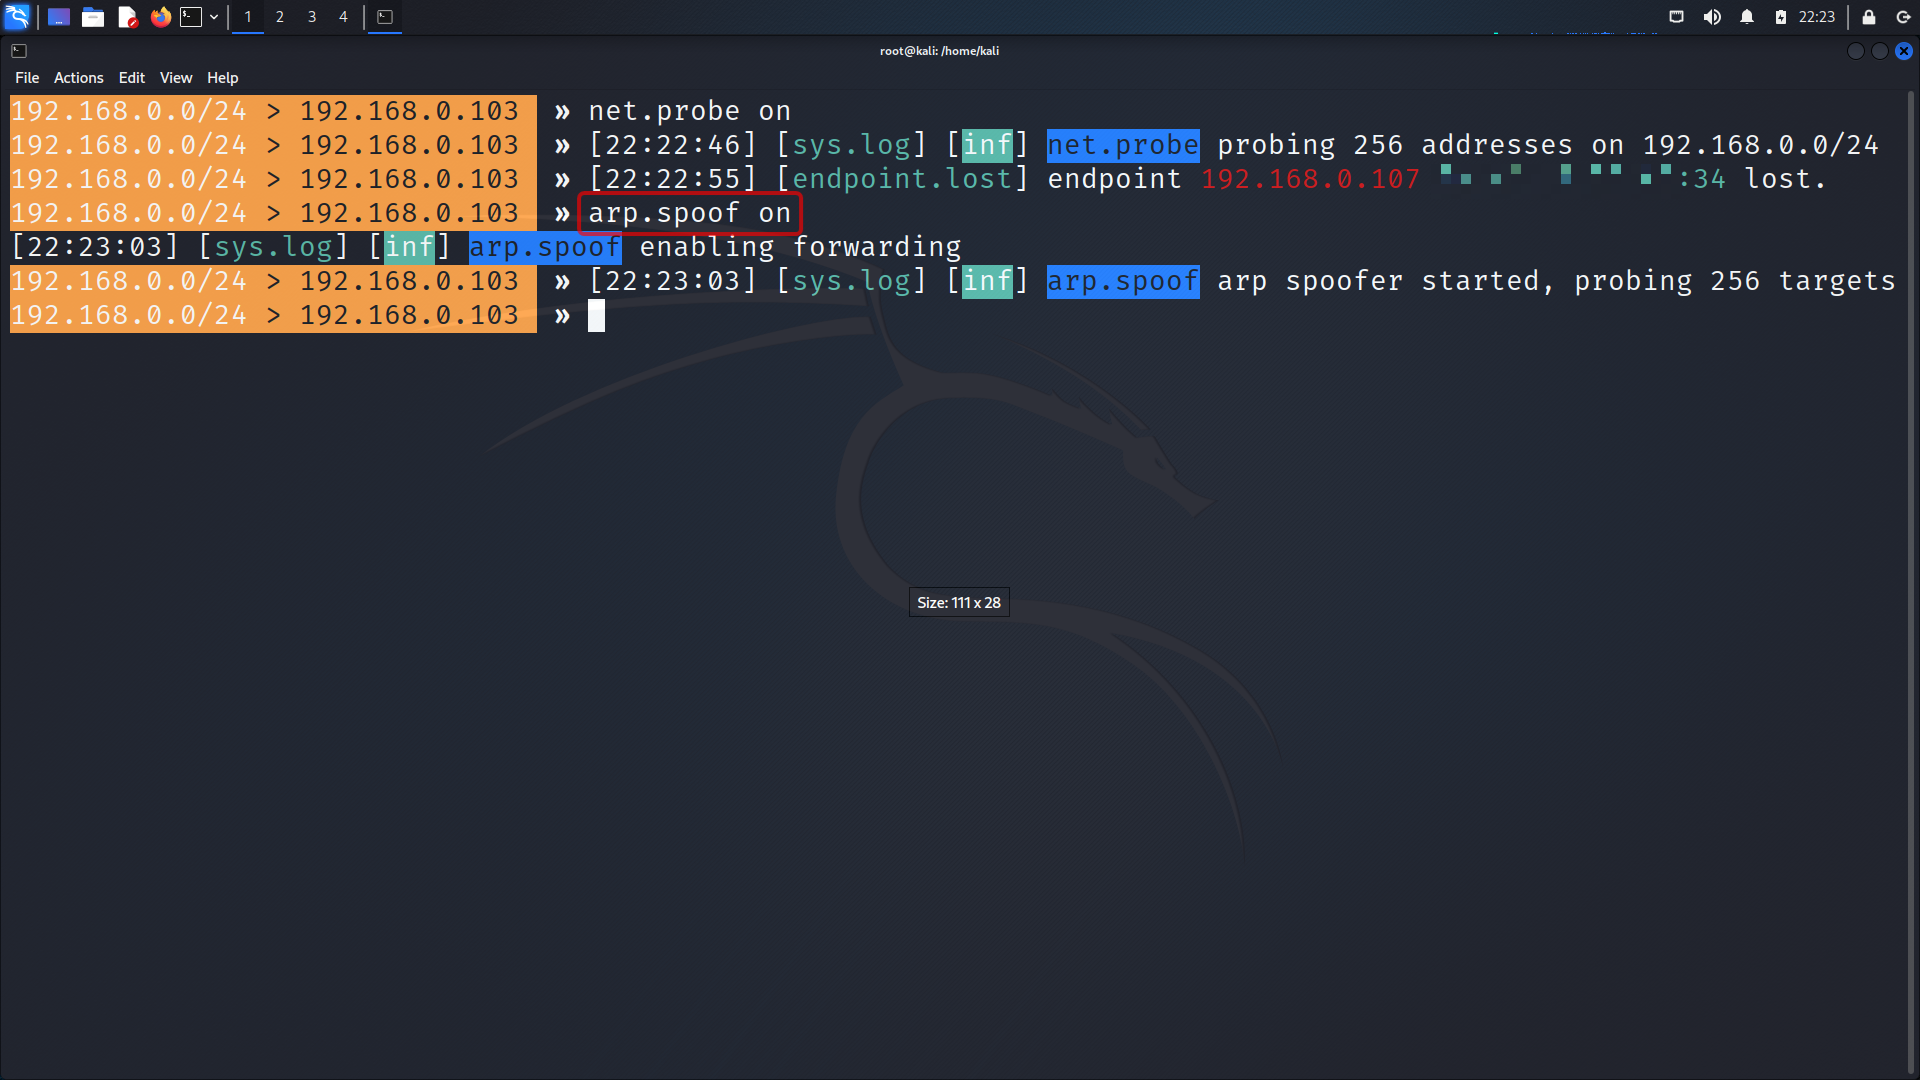 1 2 3 4 22:23
root@kali: /home/kali
File Actions Edit View Help
192.168.0.0/24 > 192.168.0.103 » net.probe on
192.168.0.0/24 > 192.168.0.103 » [22:22:46] [sys.log] [inf] net.probe probing 256 addresses on 192.168.0.0/24
192.168.0.0/24 > 192.168.0.103 » [22:22:55] [endpoint.lost] endpoint 192.168.0.107 :34 lost.
192.168.0.0/24 > 192.168.0.103 » arp.spoof on
[22:23:03] [sys.log] [inf] arp.spoof enabling forwarding
192.168.0.0/24 > 192.168.0.103 » [22:23:03] [sys.log] [inf] arp.spoof arp spoofer started, probing 256 targets
192.168.0.0/24 > 192.168.0.103 »
Size: 111 x 28